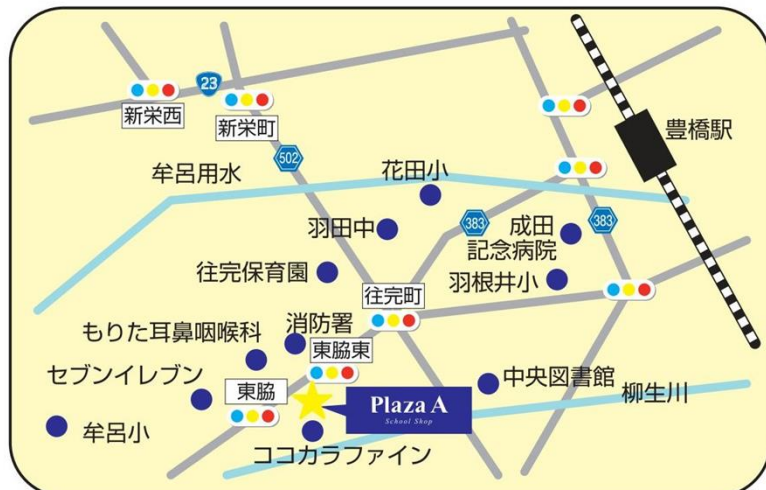 23
新栄西
新栄町
豊橋駅
502
牟呂用水
花田小
羽田中
383
成田
記念病院
383
往完保育園
羽根井小
往完町
消防署
もりた耳鼻咽喉科
東脇東
セブンイレブン
東脇
中央図書館
柳生川
Plaza A
School Shop
牟呂小
ココカラファイン